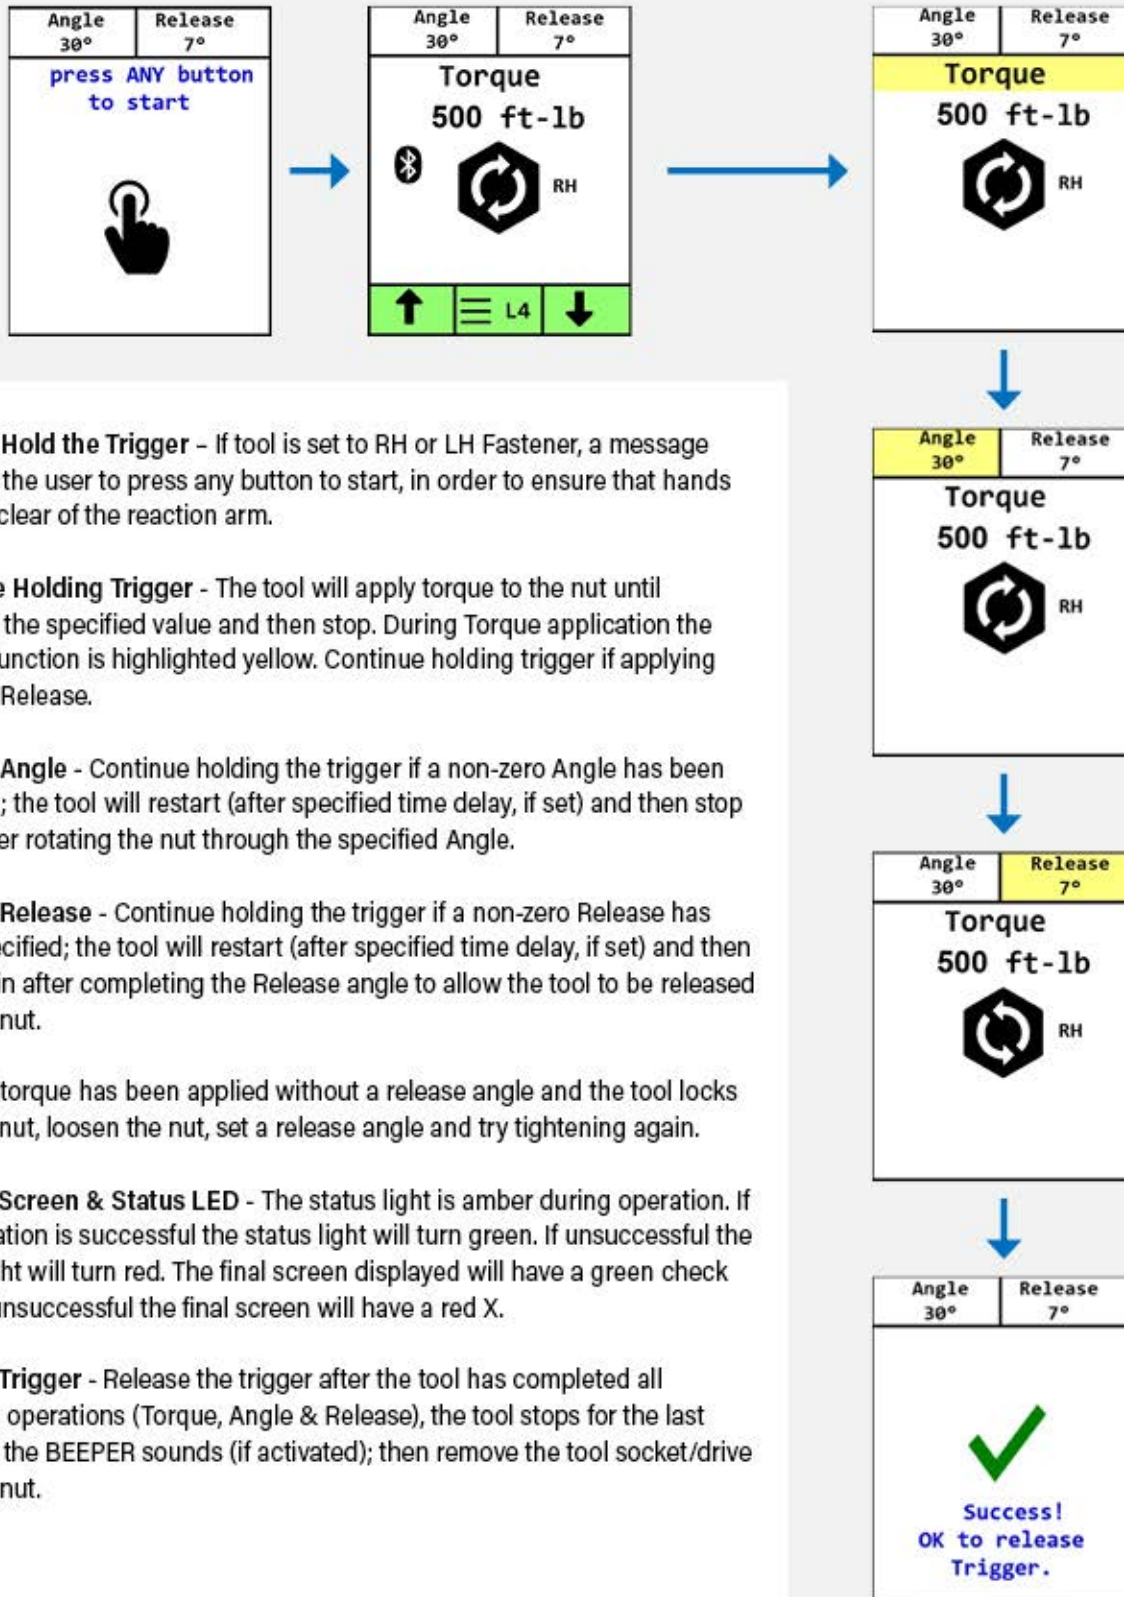 Angle Release
30° 7°
press ANY button
to start
Angle Release
30° 7°
Torque
500 ft-lb
RH
L4
Angle Release
30° 7°
Torque
500 ft-lb
RH
Hold the Trigger – If tool is set to RH or LH Fastener, a message
the user to press any button to start, in order to ensure that hands
clear of the reaction arm.
Holding Trigger - The tool will apply torque to the nut until
the specified value and then stop. During Torque application the
unction is highlighted yellow. Continue holding trigger if applying
Release.
Angle - Continue holding the trigger if a non-zero Angle has been
; the tool will restart (after specified time delay, if set) and then stop
er rotating the nut through the specified Angle.
Release - Continue holding the trigger if a non-zero Release has
cified; the tool will restart (after specified time delay, if set) and then
in after completing the Release angle to allow the tool to be released
nut.
torque has been applied without a release angle and the tool locks
nut, loosen the nut, set a release angle and try tightening again.
Screen & Status LED - The status light is amber during operation. If
ation is successful the status light will turn green. If unsuccessful the
ht will turn red. The final screen displayed will have a green check
unsuccessful the final screen will have a red X.
Trigger - Release the trigger after the tool has completed all
operations (Torque, Angle & Release), the tool stops for the last
the BEEPER sounds (if activated); then remove the tool socket/drive
nut.
Angle Release
30° 7°
Torque
500 ft-lb
RH
Angle Release
30° 7°
Torque
500 ft-lb
RH
Angle Release
30° 7°
Success!
OK to release
Trigger.